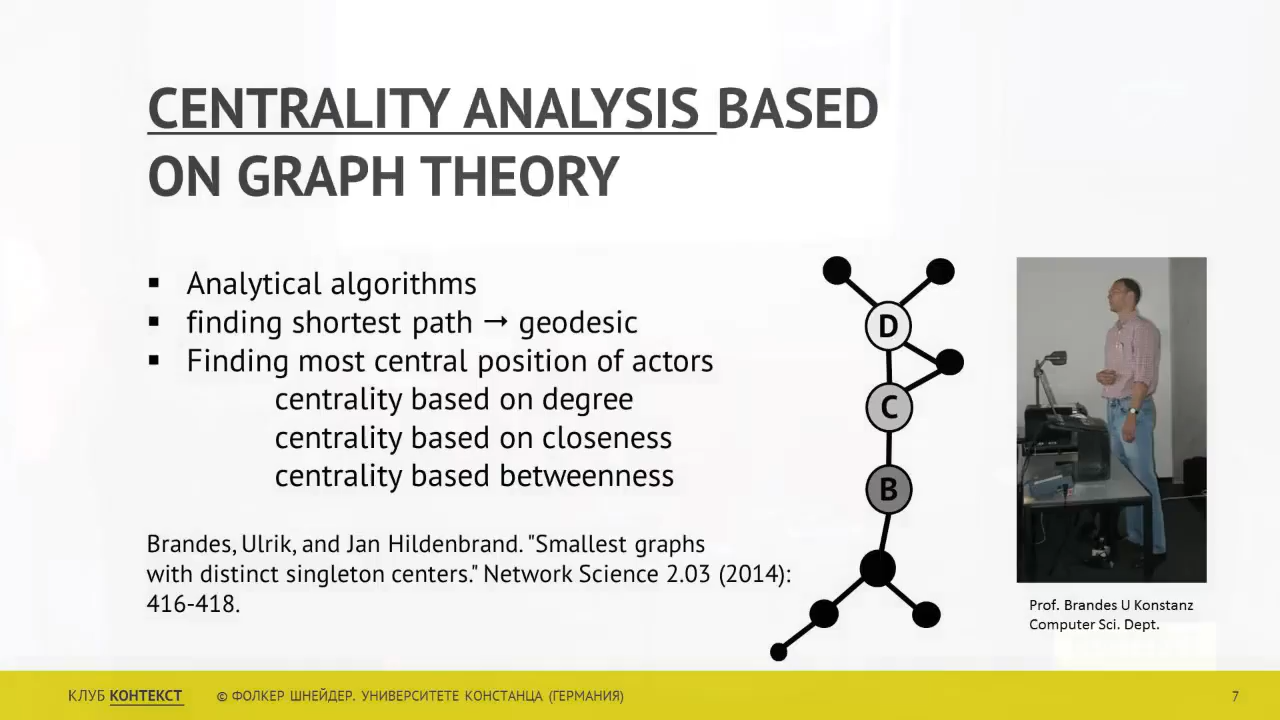 CENTRALITY ANALYSIS BASED
ON GRAPH THEORY
▪ Analytical algorithms
▪ finding shortest path → geodesic
▪ Finding most central position of actors
centrality based on degree
centrality based on closeness
centrality based betweenness
Brandes, Ulrik, and Jan Hildenbrand. "Smallest graphs
with distinct singleton centers." Network Science 2.03 (2014):
416-418.
D
C
B
Prof. Brandes U Konstanz
Computer Sci. Dept.
КЛУБ КОНТЕКСТ © ФОЛКЕР ШНЕЙДЕР. УНИВЕРСИТЕТЕ КОНСТАНЦА (ГЕРМАНИЯ) 7